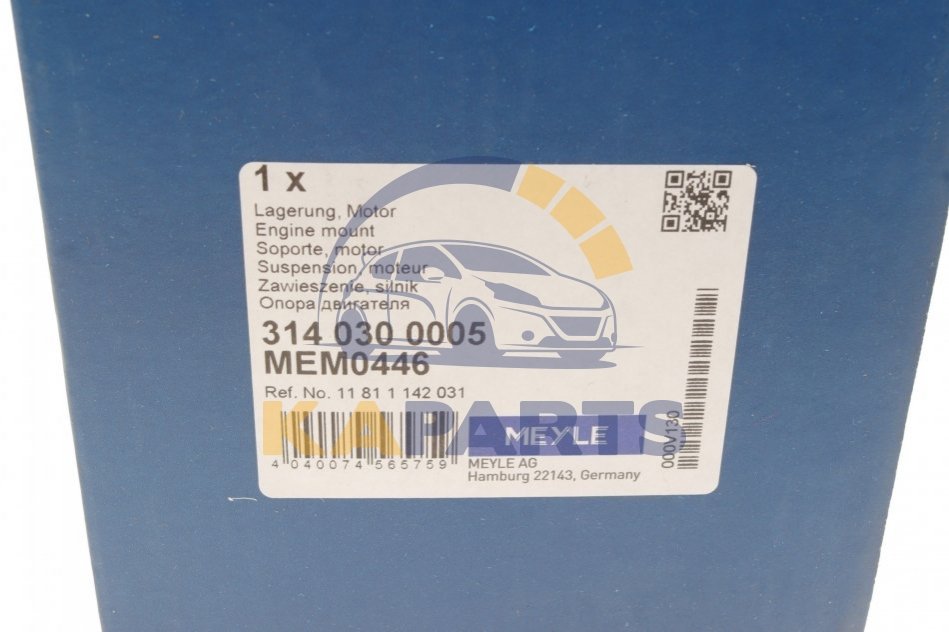 1 x
Lagerung, Motor
Engine mount
Soporte, motor
Suspension, moteur
Zawieszenie, silnik
Опора двигателя
314 030 0005
MEM0446
Ref. No. 11 81 1 142 031
KAPARTS
MEYLE
4 040074 565759
MEYLE AG
Hamburg 22143, Germany
000V130